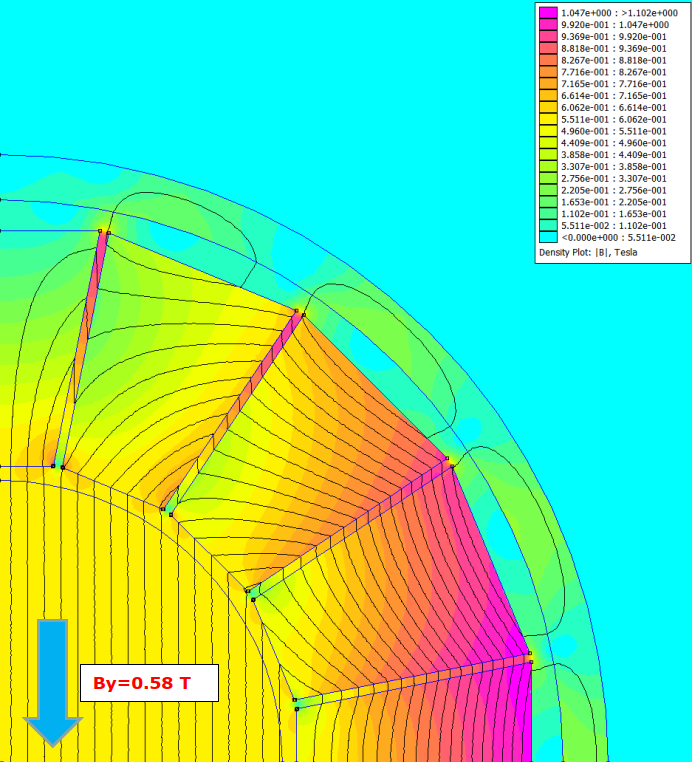 1.047e+000 : >1.102e+000
9.920e-001 : 1.047e+000
9.369e-001 : 9.920e-001
8.818e-001 : 9.369e-001
8.267e-001 : 8.818e-001
7.716e-001 : 8.267e-001
7.165e-001 : 7.716e-001
6.614e-001 : 7.165e-001
6.062e-001 : 6.614e-001
5.511e-001 : 6.062e-001
4.960e-001 : 5.511e-001
4.409e-001 : 4.960e-001
3.858e-001 : 4.409e-001
3.307e-001 : 3.858e-001
2.756e-001 : 3.307e-001
2.205e-001 : 2.756e-001
1.653e-001 : 2.205e-001
1.102e-001 : 1.653e-001
5.511e-002 : 1.102e-001
<0.000e+000 : 5.511e-002
Density Plot: |B|, Tesla
By=0.58 T